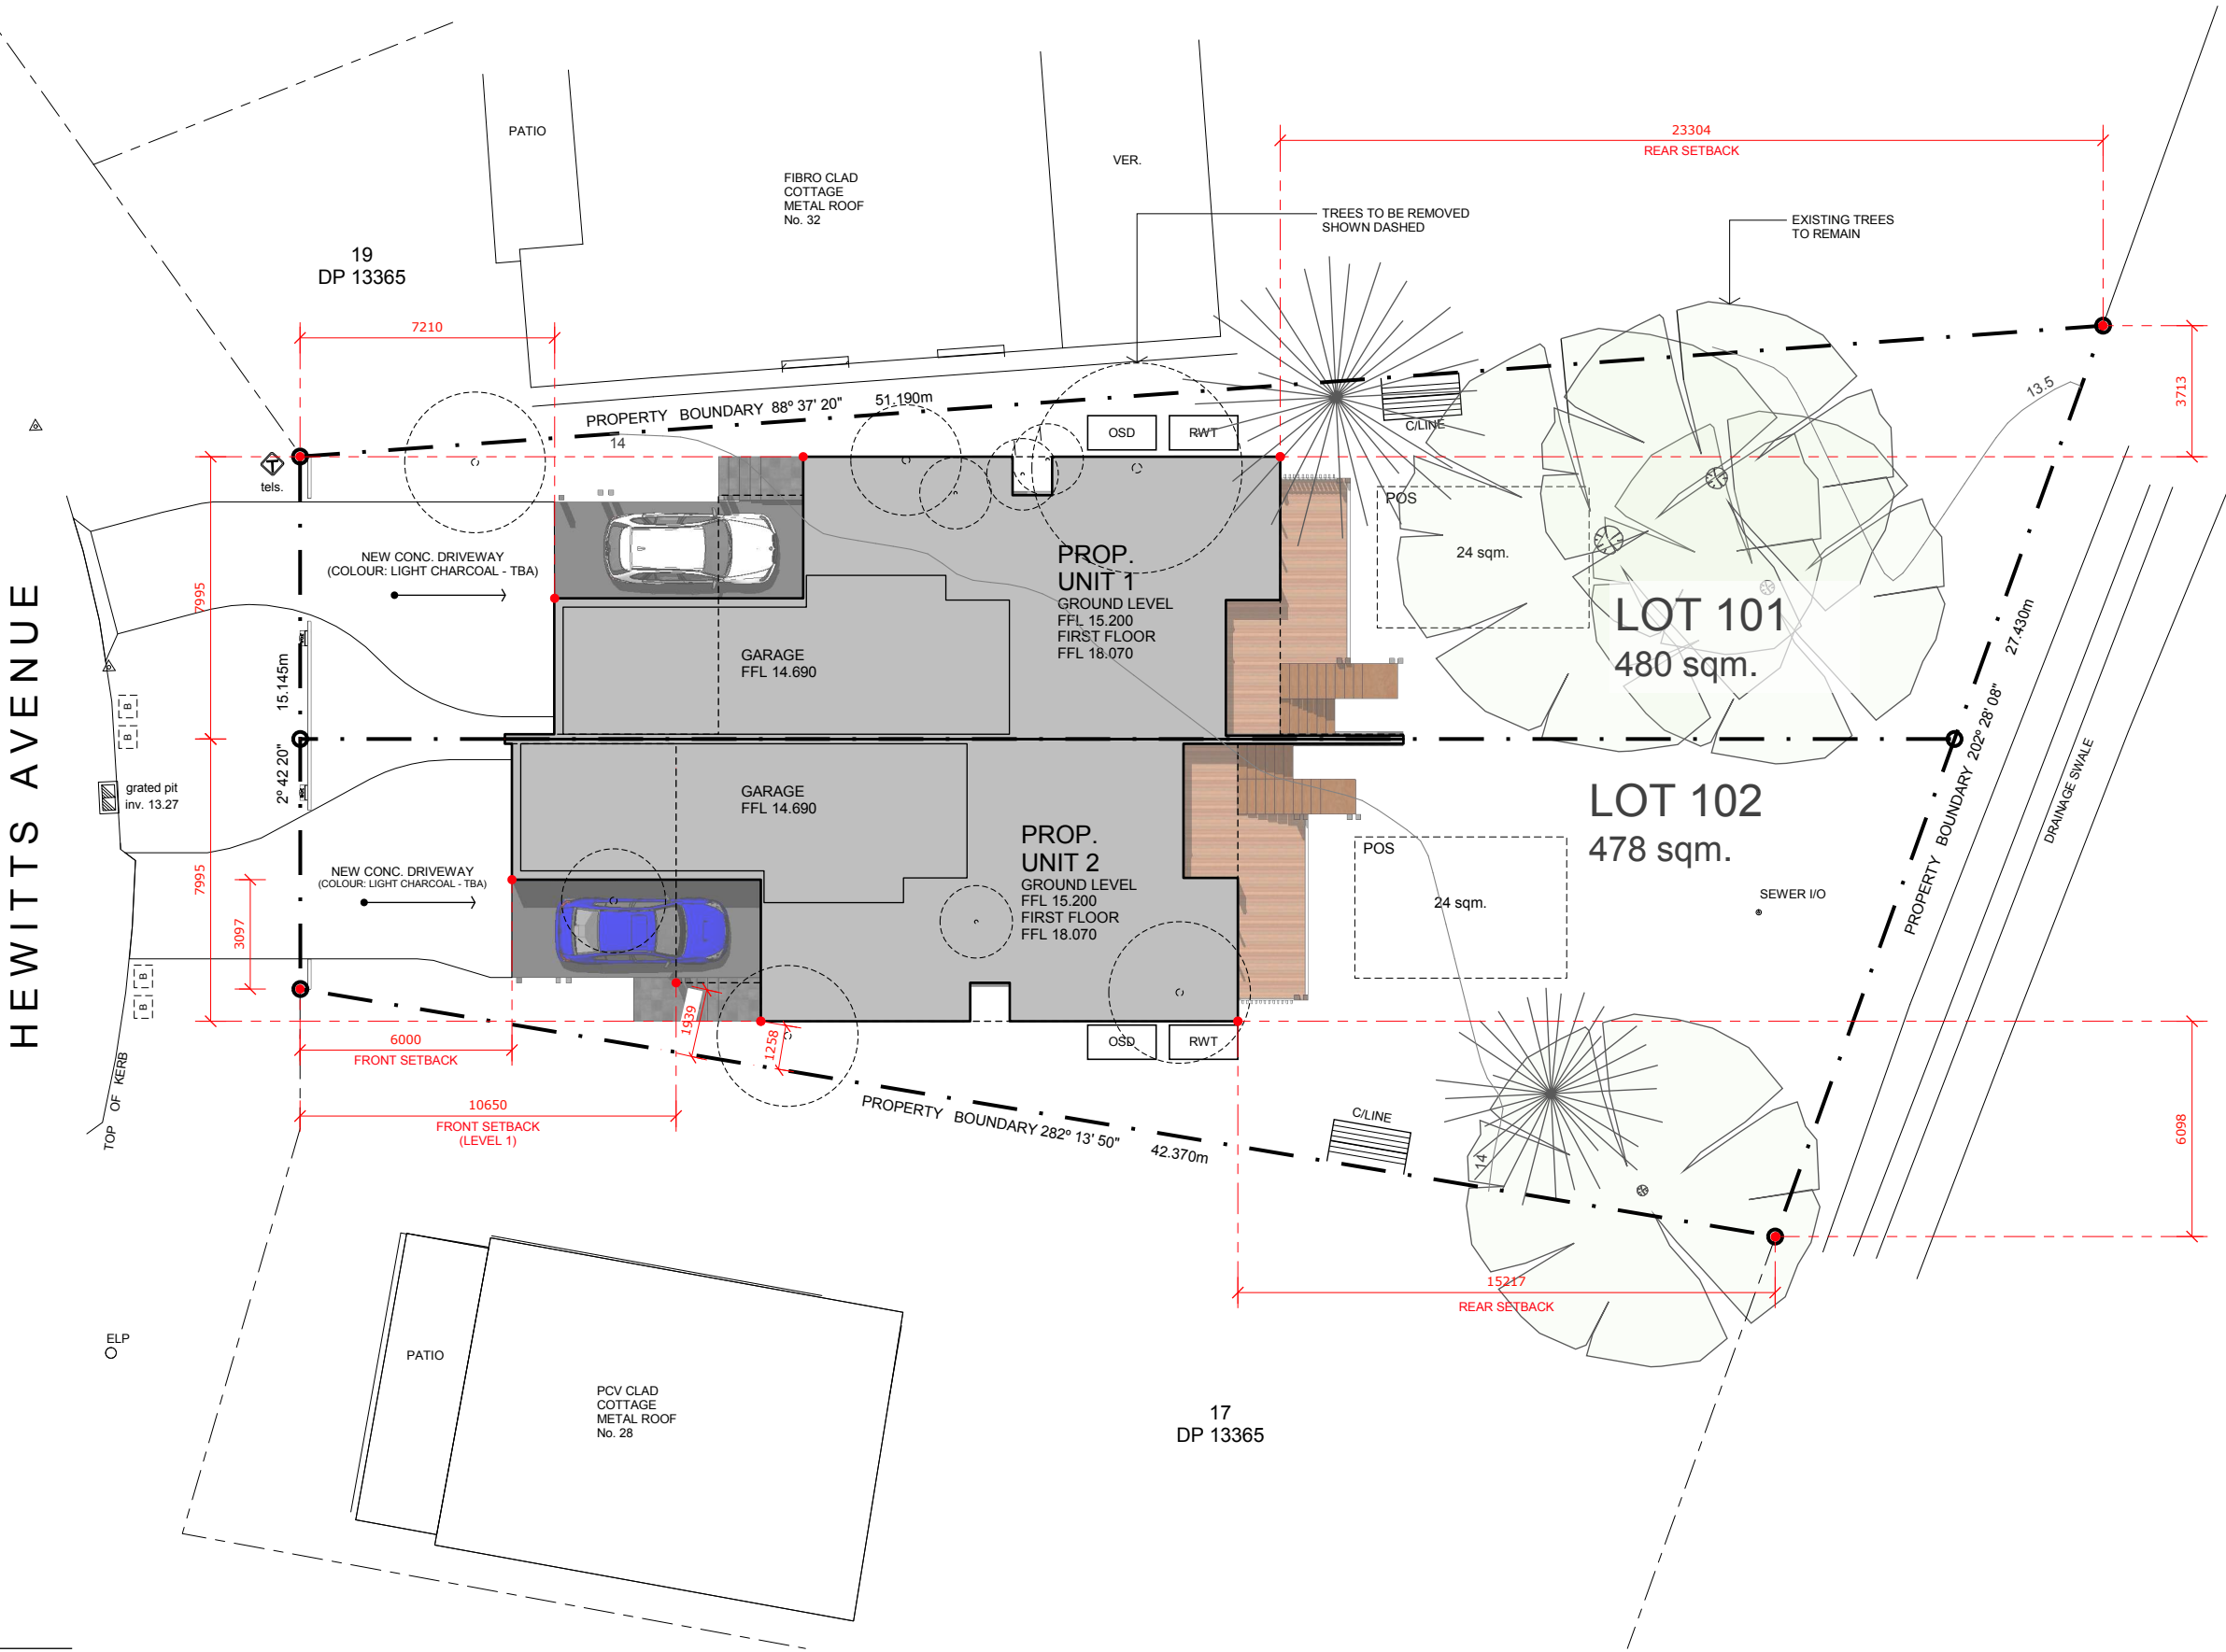 PATIO
FIBRO CLAD
COTTAGE
METAL ROOF
No. 32
VER.
23304
REAR SETBACK
TREES TO BE REMOVED
SHOWN DASHED
EXISTING TREES
TO REMAIN
19
DP 13365
7210
3713
13.5
PROPERTY BOUNDARY 88º 37' 20" 51.190m
14
C/LINE
OSD
RWT
tels.
POS
24 sqm.
NEW CONC. DRIVEWAY
(COLOUR: LIGHT CHARCOAL - TBA)
PROP.
UNIT 1
GROUND LEVEL
FFL 15.200
FIRST FLOOR
FFL 18.070
7995
LOT 101
480 sqm.
GARAGE
FFL 14.690
HEWITTS AVENUE
B
B
15.145m
2º 42' 20"
27.430m
PROPERTY BOUNDARY 202º 28' 08"
DRAINAGE SWALE
grated pit
inv. 13.27
GARAGE
FFL 14.690
LOT 102
478 sqm.
PROP.
UNIT 2
GROUND LEVEL
FFL 15.200
FIRST FLOOR
FFL 18.070
POS
24 sqm.
SEWER I/O
NEW CONC. DRIVEWAY
(COLOUR: LIGHT CHARCOAL - TBA)
7995
3097
B
B
1939
1258
OSD
RWT
6000
FRONT SETBACK
10650
FRONT SETBACK
(LEVEL 1)
TOP OF KERB
PROPERTY BOUNDARY 282º 13' 50" 42.370m
C/LINE
14
6098
15217
REAR SETBACK
ELP
PATIO
PCV CLAD
COTTAGE
METAL ROOF
No. 28
17
DP 13365